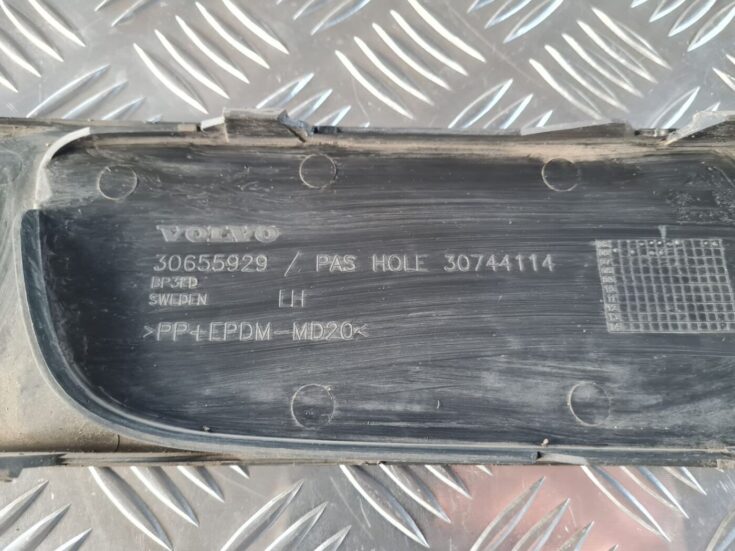 VOLVO
30655929 / PAS HOLE 30744114
SWEDEN LH
>PP+EPDM-MD20<